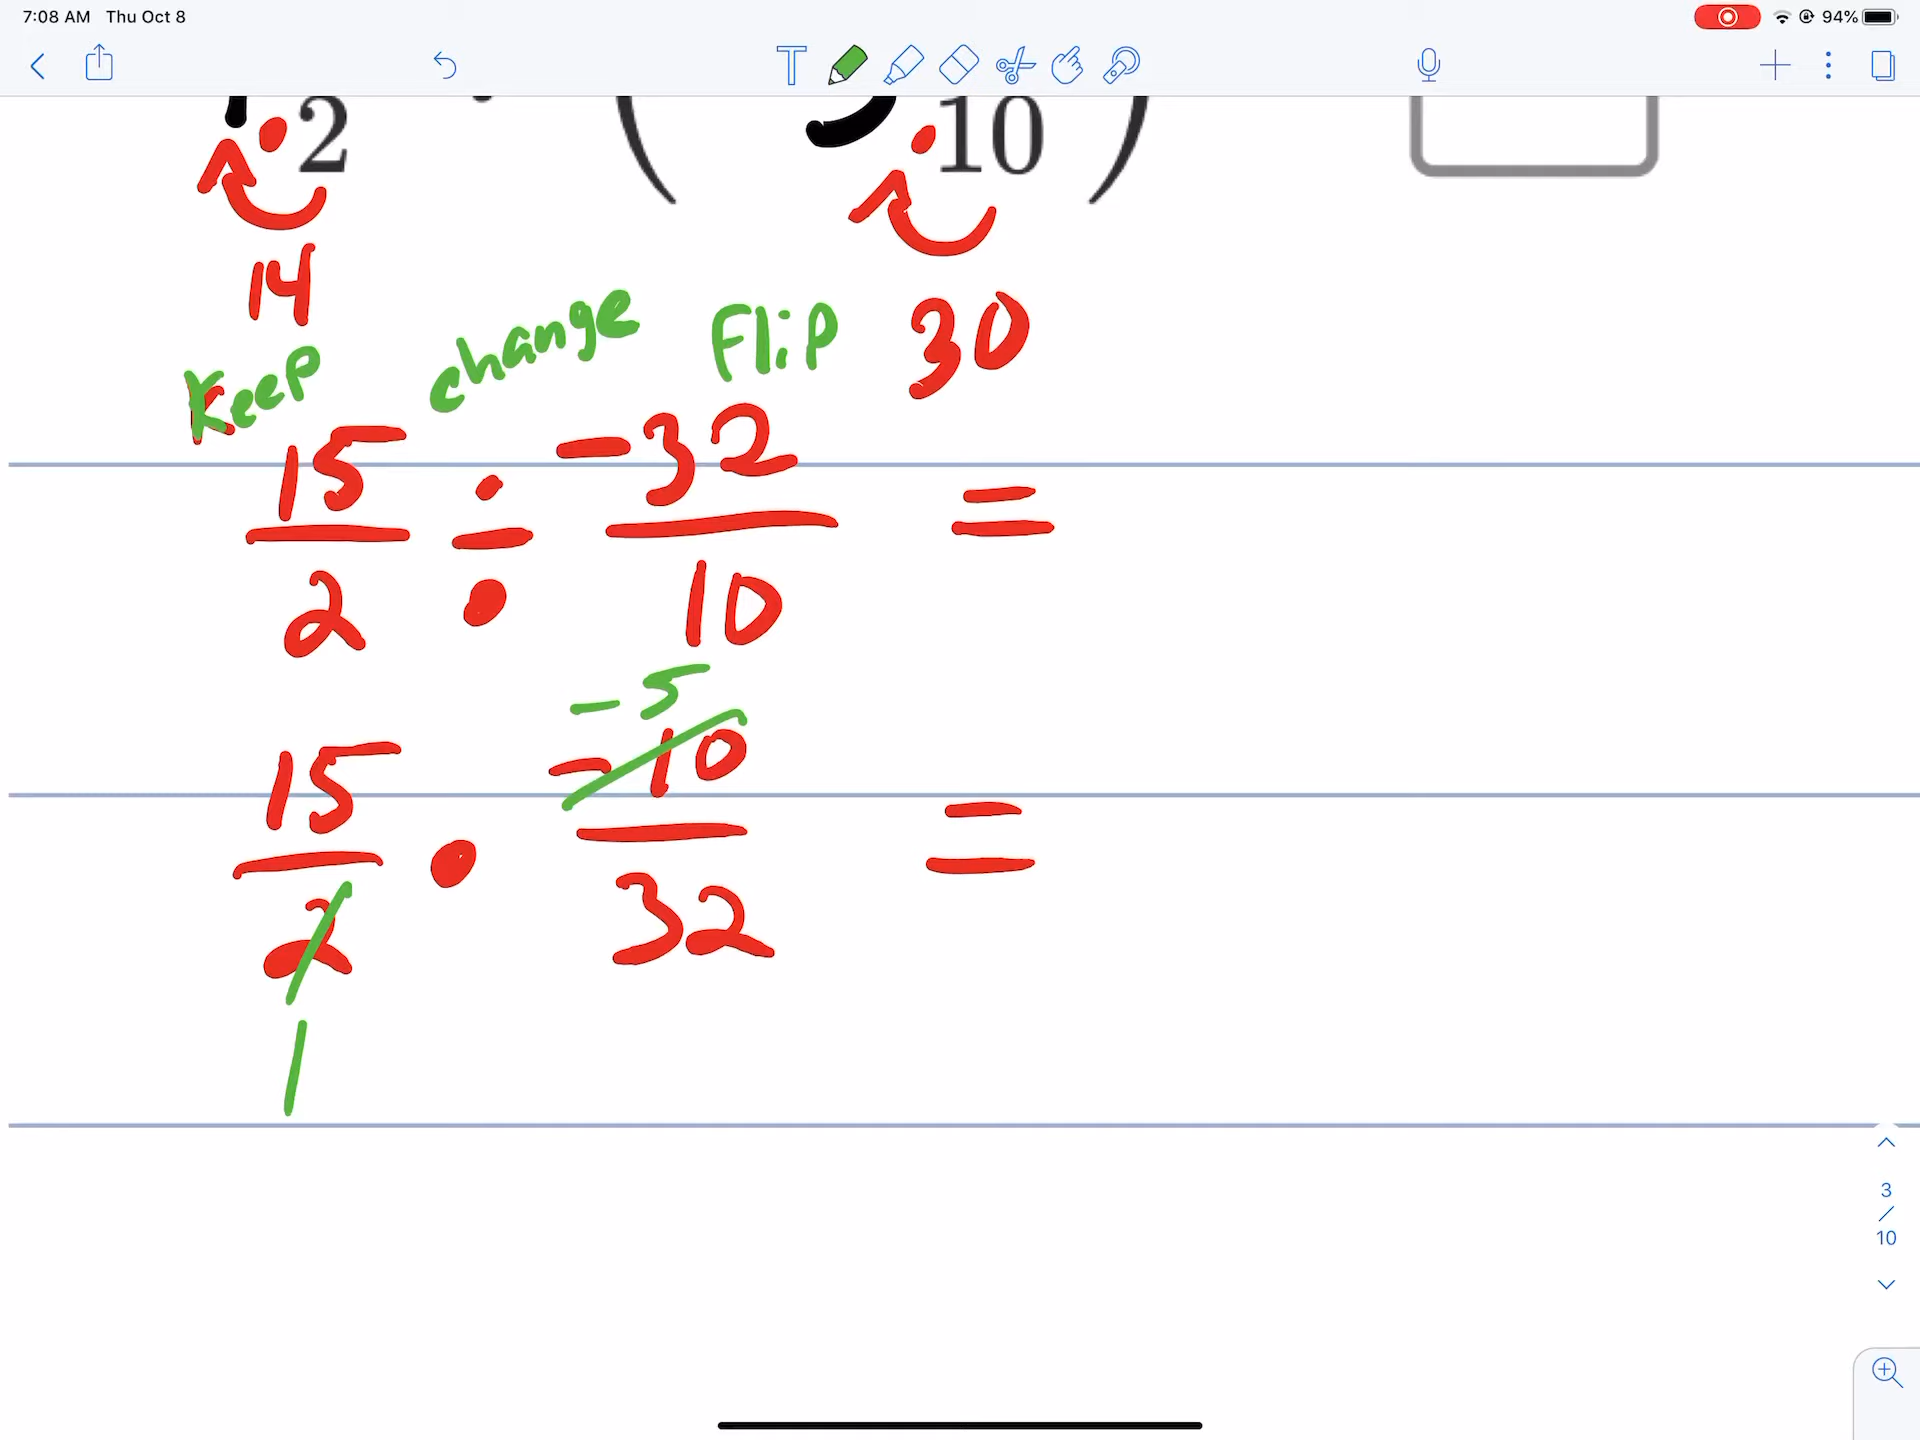 7:08 AM Thu Oct 8 94%
2 ÷ ( 10 )
14 30
Keep change Flip
15/2 ÷ -32/10 =
-5
15/2 • -10/32 =
1
3
/
10